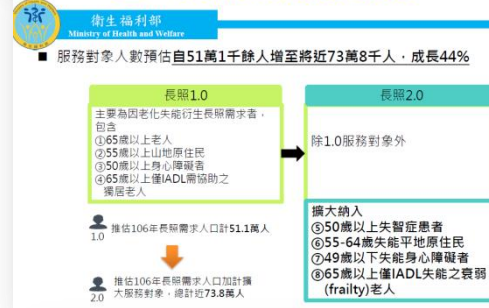 衛生福利部
Ministry of Health and Welfare
■ 服務對象人數預估自51萬1千餘人增至將近73萬8千人，成長44%
長照1.0
主要為因老化失能衍生長照需求者，
包含
①65歲以上老人
②55歲以上山地原住民
③50歲以上身心障礙者
④65歲以上僅IADL需協助之
獨居老人
1.0 推估106年長照需求人口計51.1萬人
2.0 推估106年長照需求人口加計擴
大服務對象，總計近73.8萬人
長照2.0
除1.0服務對象外
擴大納入
⑤50歲以上失智症患者
⑥55-64歲失能平地原住民
⑦49歲以下失能身心障礙者
⑧65歲以上僅IADL失能之衰弱
(frailty)老人